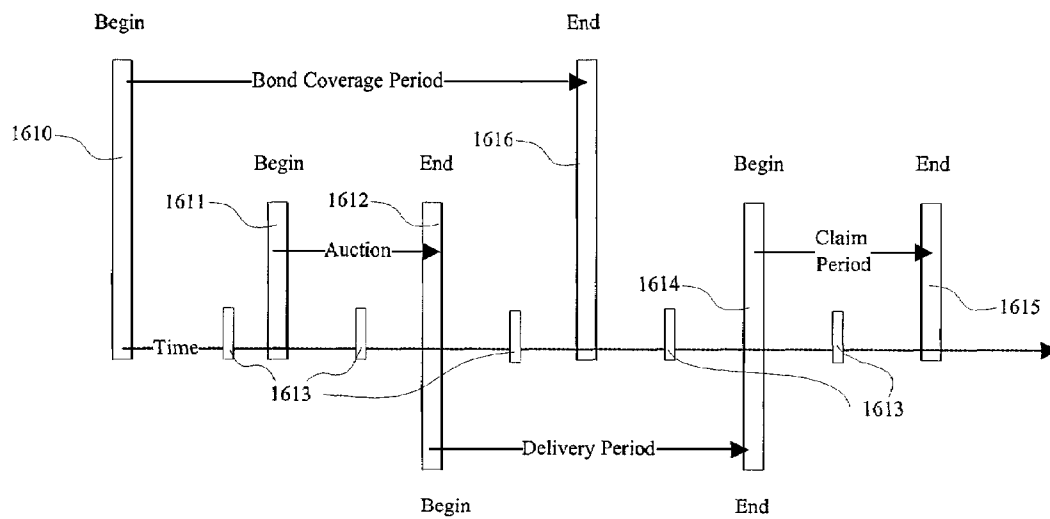 Begin
End
Bond Coverage Period
1610
1616
Begin
End
Begin
End
1611
1612
Auction
Claim
Period
1614
1615
Time
1613
1613
Delivery Period
Begin
End